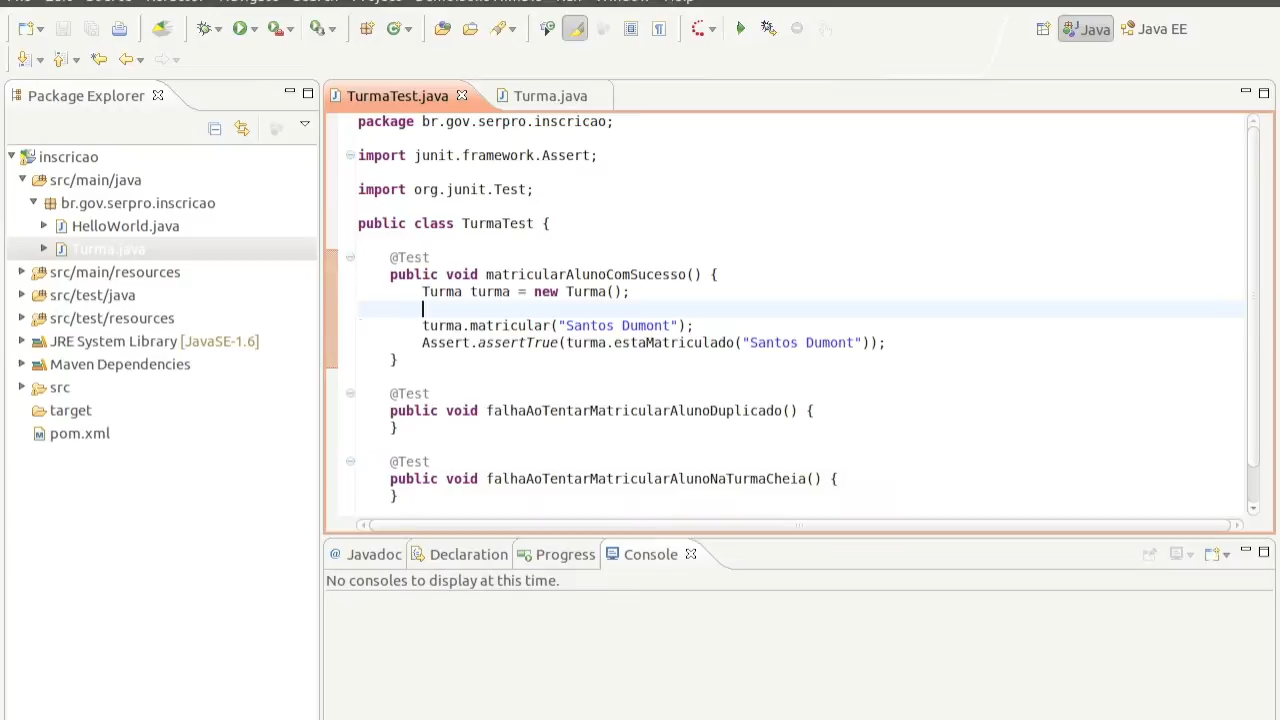 Java
Java EE
Package Explorer
TurmaTest.java
Turma.java
inscricao
src/main/java
br.gov.serpro.inscricao
HelloWorld.java
Turma.java
src/main/resources
src/test/java
src/test/resources
JRE System Library [JavaSE-1.6]
Maven Dependencies
src
target
pom.xml
package br.gov.serpro.inscricao;
import junit.framework.Assert;
import org.junit.Test;
public class TurmaTest {
@Test
public void matricularAlunoComSucesso() {
Turma turma = new Turma();
turma.matricular("Santos Dumont");
Assert.assertTrue(turma.estaMatriculado("Santos Dumont"));
}
@Test
public void falhaAoTentarMatricularAlunoDuplicado() {
}
@Test
public void falhaAoTentarMatricularAlunoNaTurmaCheia() {
}
@ Javadoc
Declaration
Progress
Console
No consoles to display at this time.